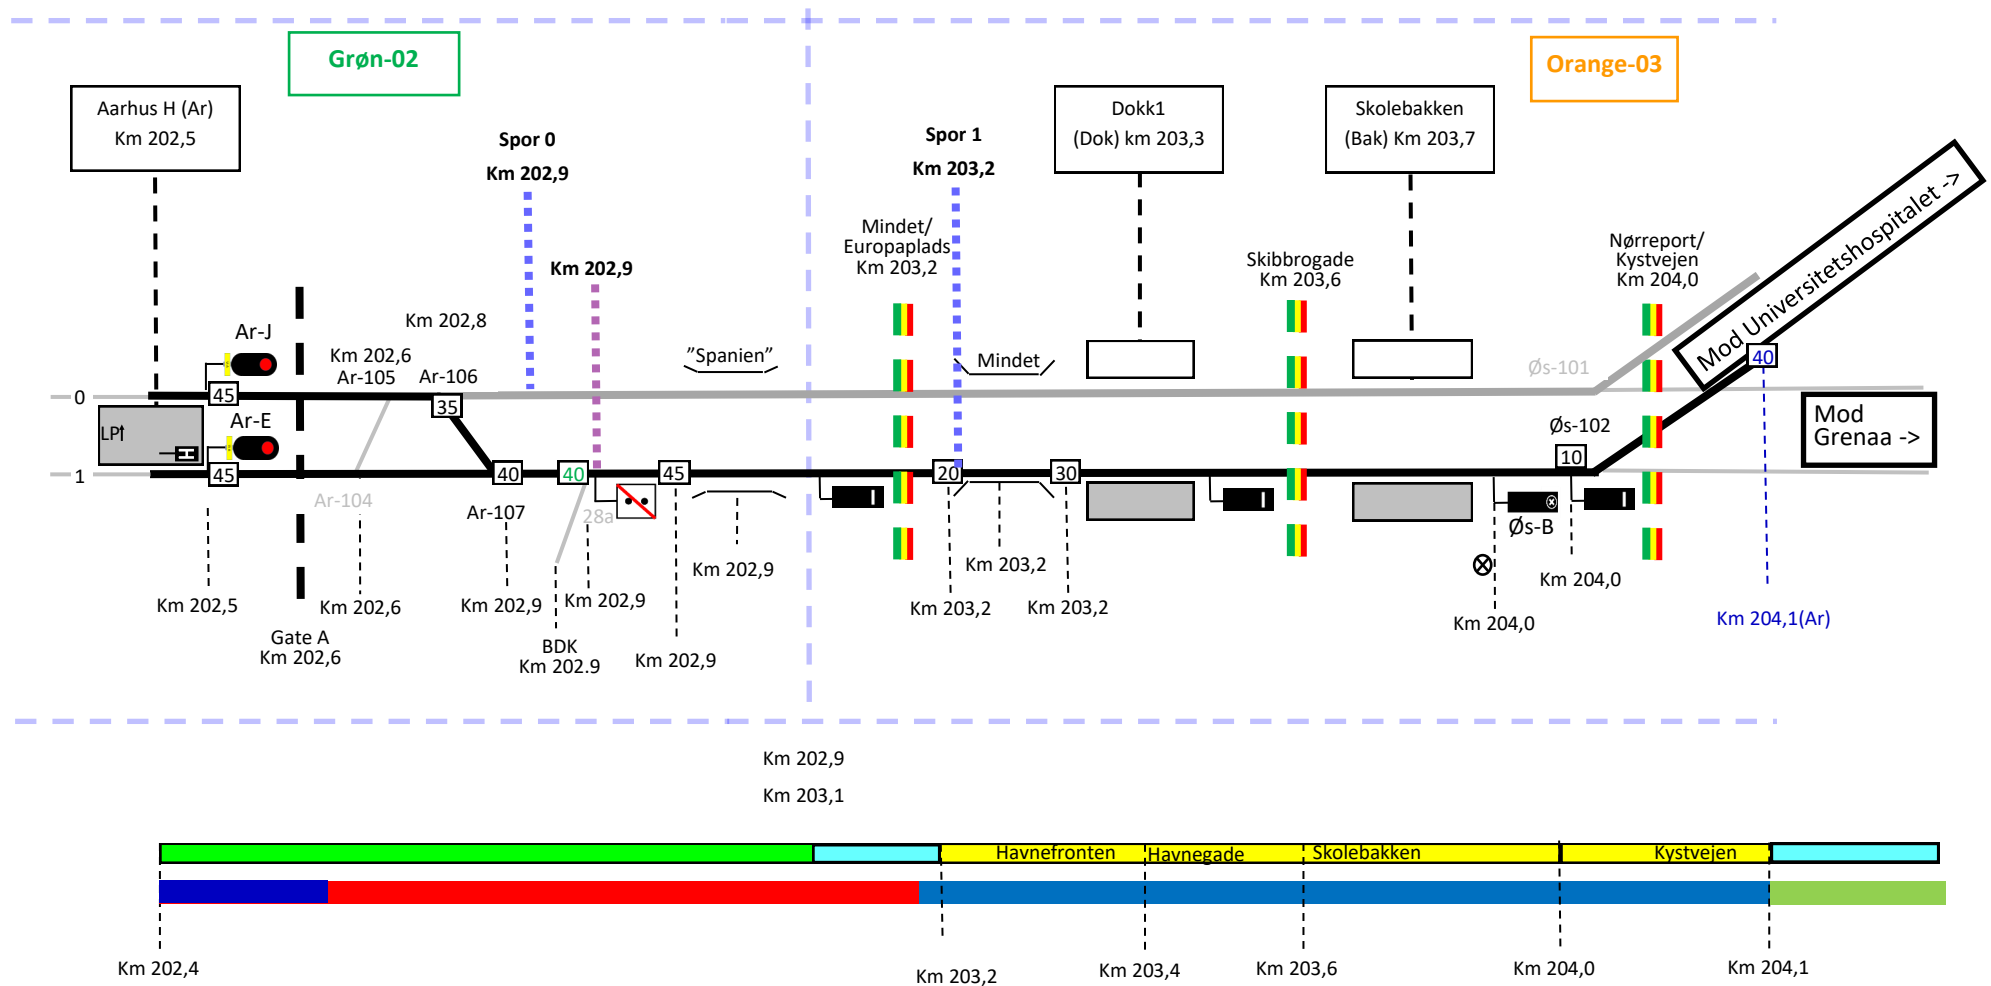 Grøn-02
Orange-03
Aarhus H (Ar)
Km 202,5
Dokk1
(Dok) km 203,3
Skolebakken
(Bak) Km 203,7
Spor 0
Km 202,9
Spor 1
Km 203,2
Mod Universitetshospitalet ->
Mindet/
Europaplads
Km 203,2
Km 202,9
Skibbrogade
Km 203,6
Nørreport/
Kystvejen
Km 204,0
Ar-J
Km 202,8
Km 202,6
Ar-105
Ar-106
"Spanien"
Mindet
Øs-101
40
0
45
35
LP↑
H
Ar-E
Øs-102
Mod
Grenaa ->
1
45
40
40
45
20
30
10
Ar-104
Ar-107
28a
Øs-B
Km 202,5
Km 202,6
Km 202,9
Km 202,9
Km 202,9
Km 203,2
Km 203,2
Km 203,2
Km 204,0
Km 204,0
Km 204,1(Ar)
Gate A
Km 202,6
BDK
Km 202.9
Km 202,9
Km 202,9
Km 203,1
Havnefronten
Havnegade
Skolebakken
Kystvejen
Km 202,4
Km 203,2
Km 203,4
Km 203,6
Km 204,0
Km 204,1